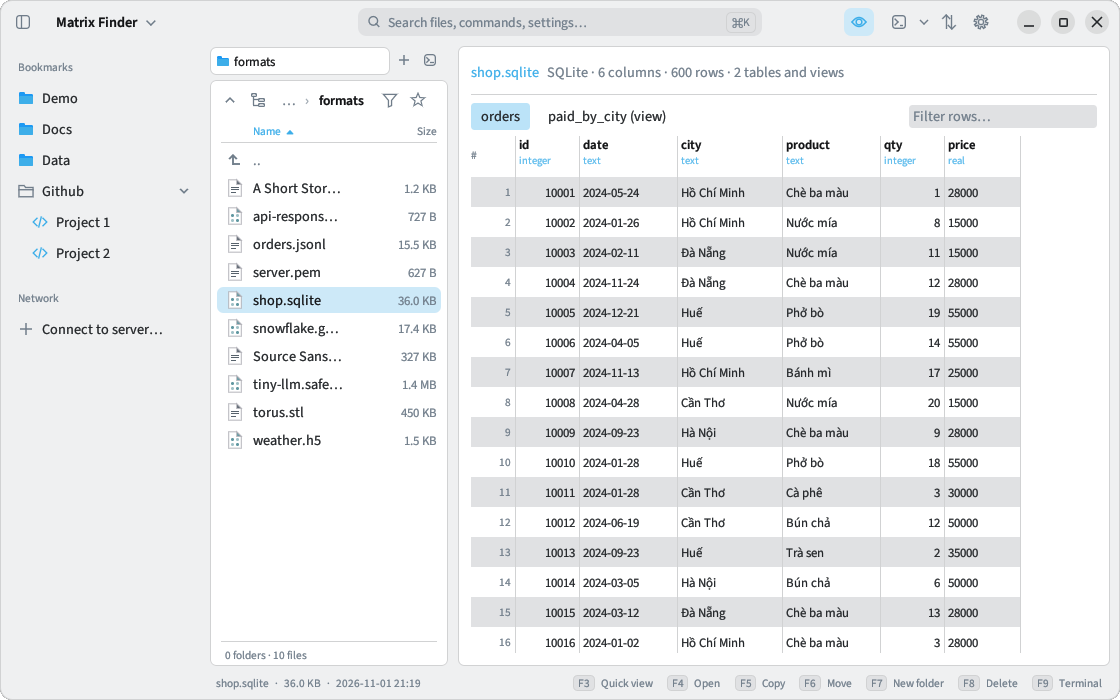 Matrix Finder
Search files, commands, settings…
⌘K
Bookmarks
Demo
Docs
Data
Github
Project 1
Project 2
Network
Connect to server…
formats
… › formats
Name Size
..
A Short Stor… 1.2 KB
api-respons… 727 B
orders.jsonl 15.5 KB
server.pem 627 B
shop.sqlite 36.0 KB
snowflake.g… 17.4 KB
Source Sans… 327 KB
tiny-llm.safe… 1.4 MB
torus.stl 450 KB
weather.h5 1.5 KB
0 folders · 10 files
shop.sqlite SQLite · 6 columns · 600 rows · 2 tables and views
orders paid_by_city (view) Filter rows…
# id date city product qty price
integer text text text integer real
1 10001 2024-05-24 Hồ Chí Minh Chè ba màu 1 28000
2 10002 2024-01-26 Hồ Chí Minh Nước mía 8 15000
3 10003 2024-02-11 Đà Nẵng Nước mía 11 15000
4 10004 2024-11-24 Đà Nẵng Chè ba màu 12 28000
5 10005 2024-12-21 Huế Phở bò 19 55000
6 10006 2024-04-05 Huế Phở bò 14 55000
7 10007 2024-11-13 Hồ Chí Minh Bánh mì 17 25000
8 10008 2024-04-28 Cần Thơ Nước mía 20 15000
9 10009 2024-09-23 Hà Nội Chè ba màu 9 28000
10 10010 2024-01-28 Huế Phở bò 18 55000
11 10011 2024-01-28 Cần Thơ Cà phê 3 30000
12 10012 2024-06-19 Cần Thơ Bún chả 12 50000
13 10013 2024-09-23 Huế Trà sen 2 35000
14 10014 2024-03-05 Hà Nội Bún chả 6 50000
15 10015 2024-03-12 Đà Nẵng Chè ba màu 13 28000
16 10016 2024-01-02 Hồ Chí Minh Chè ba màu 3 28000
shop.sqlite · 36.0 KB · 2026-11-01 21:19
F3 Quick view F4 Open F5 Copy F6 Move F7 New folder F8 Delete F9 Terminal